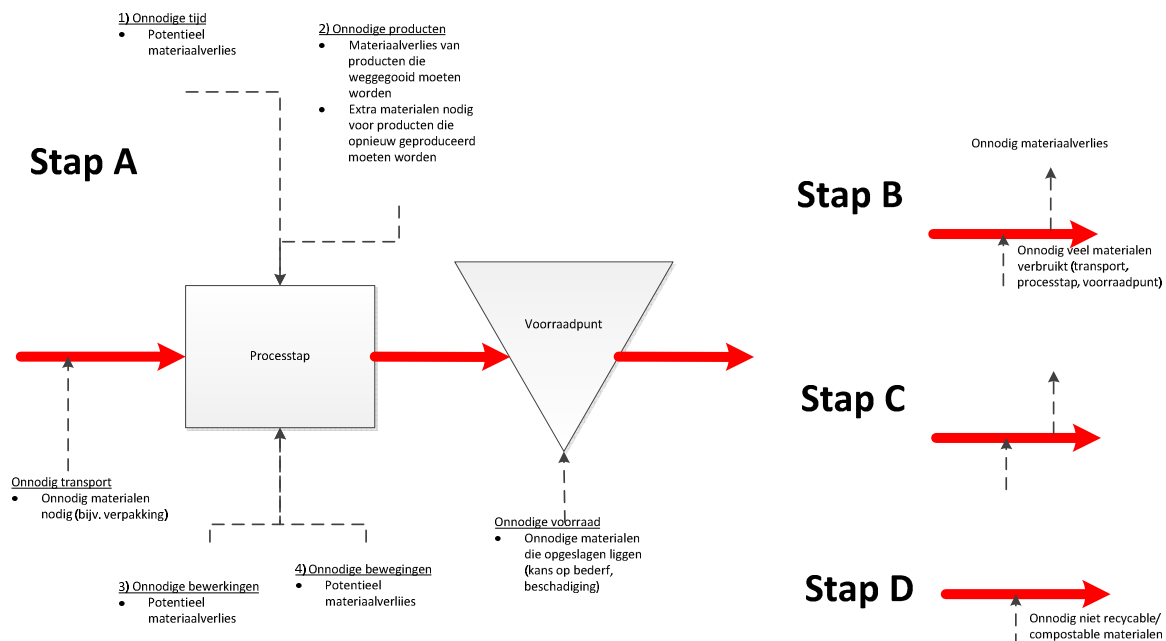 1) Onnodige tijd
● Potentieel
materiaalverlies
2) Onnodige producten
● Materiaalverlies van
producten die
weggegooid moeten
worden
● Extra materialen nodig
voor producten die
opnieuw geproduceerd
moeten worden
Stap A
Processtap
Voorraadpunt
Onnodig transport
● Onnodig materialen
nodig (bijv. verpakking)
3) Onnodige bewerkingen
● Potentieel
materiaalverlies
4) Onnodige bewegingen
● Potentieel
materiaalverliies
Onnodige voorraad
● Onnodige materialen
die opgeslagen liggen
(kans op bederf,
beschadiging)
Onnodig materiaalverlies
Stap B
Onnodig veel materialen
verbruikt (transport,
processtap, voorraadpunt)
Stap C
Stap D
Onnodig niet recycable/
compostable materialen